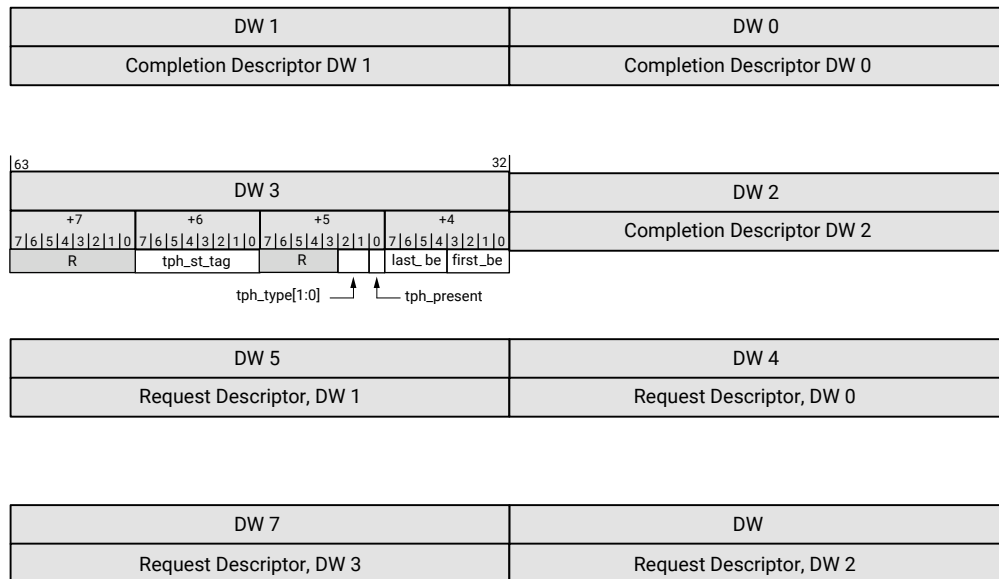 DW 1 DW 0
Completion Descriptor DW 1 Completion Descriptor DW 0
63 32
DW 3 DW 2
+7 +6 +5 +4 Completion Descriptor DW 2
7 6 5 4 3 2 1 0 7 6 5 4 3 2 1 0 7 6 5 4 3 2 1 0 7 6 5 4 3 2 1 0
R tph_st_tag R last_ be first_be
tph_type[1:0] tph_present
DW 5 DW 4
Request Descriptor, DW 1 Request Descriptor, DW 0
DW 7 DW
Request Descriptor, DW 3 Request Descriptor, DW 2